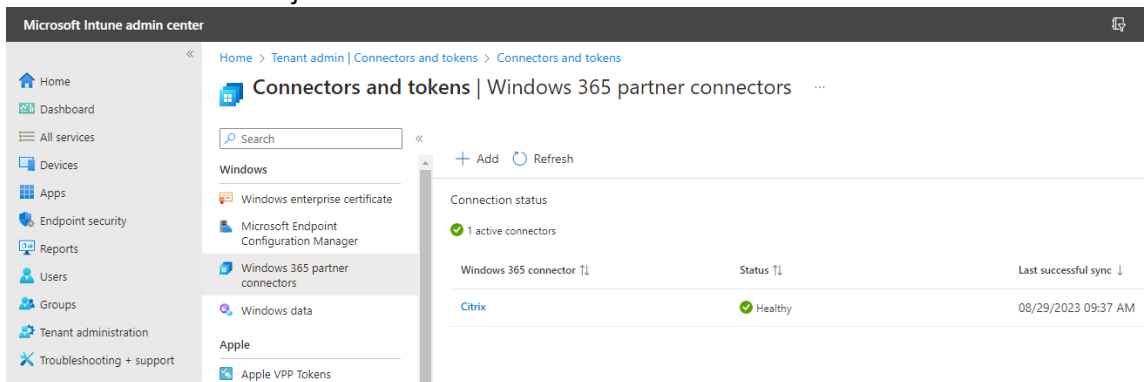 Microsoft Intune admin center
«
Home > Tenant admin | Connectors and tokens > Connectors and tokens
Home
Connectors and tokens | Windows 365 partner connectors ...
Dashboard
All services
Devices
Apps
Endpoint security
Reports
Users
Groups
Tenant administration
Troubleshooting + support
Search
«
Windows
Windows enterprise certificate
Microsoft Endpoint
Configuration Manager
Windows 365 partner
connectors
Windows data
Apple
Apple VPP Tokens
+ Add Refresh
Connection status
1 active connectors
Windows 365 connector ↑↓ Status ↑↓ Last successful sync ↓
Citrix Healthy 08/29/2023 09:37 AM